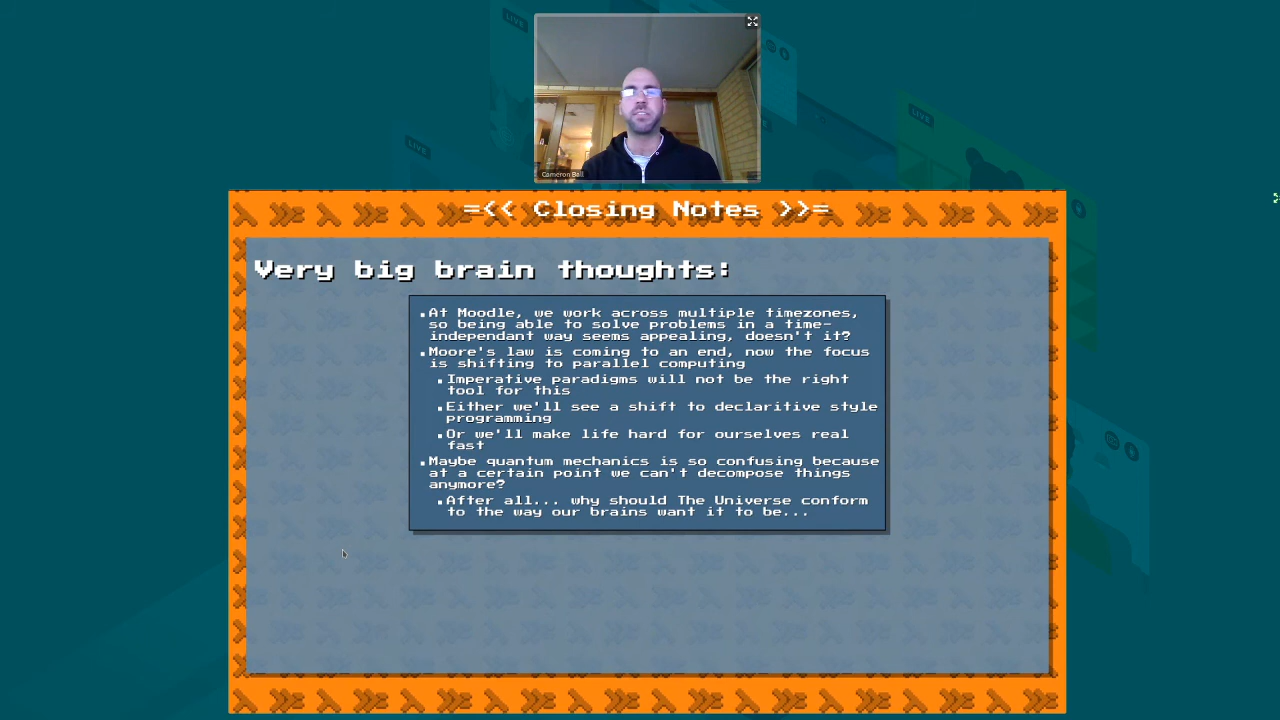 LIVE
LIVE
LIVE
Cameron Ball
=<< Closing Notes >>=
Very big brain thoughts:
At Moodle, we work across multiple timezones,
so being able to solve problems in a time-
independant way seems appealing, doesn't it?
Moore's law is coming to an end, now the focus
is shifting to parallel computing
Imperative paradigms will not be the right
tool for this
Either we'll see a shift to declaritive style
programming
Or we'll make life hard for ourselves real
fast
Maybe quantum mechanics is so confusing because
at a certain point we can't decompose things
anymore?
After all... why should The Universe conform
to the way our brains want it to be...